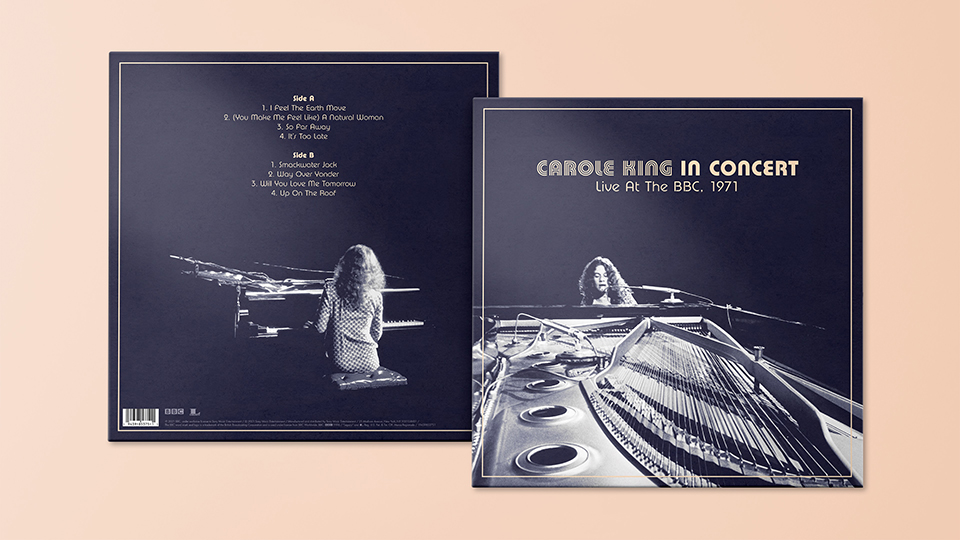 Side A
1. I Feel The Earth Move
2. (You Make Me Feel Like) A Natural Woman
3. So Far Away
4. It's Too Late
Side B
1. Smackwater Jack
2. Way Over Yonder
3. Will You Love Me Tomorrow
4. Up On The Roof
BBC
CAROLE KING IN CONCERT
Live At The BBC, 1971